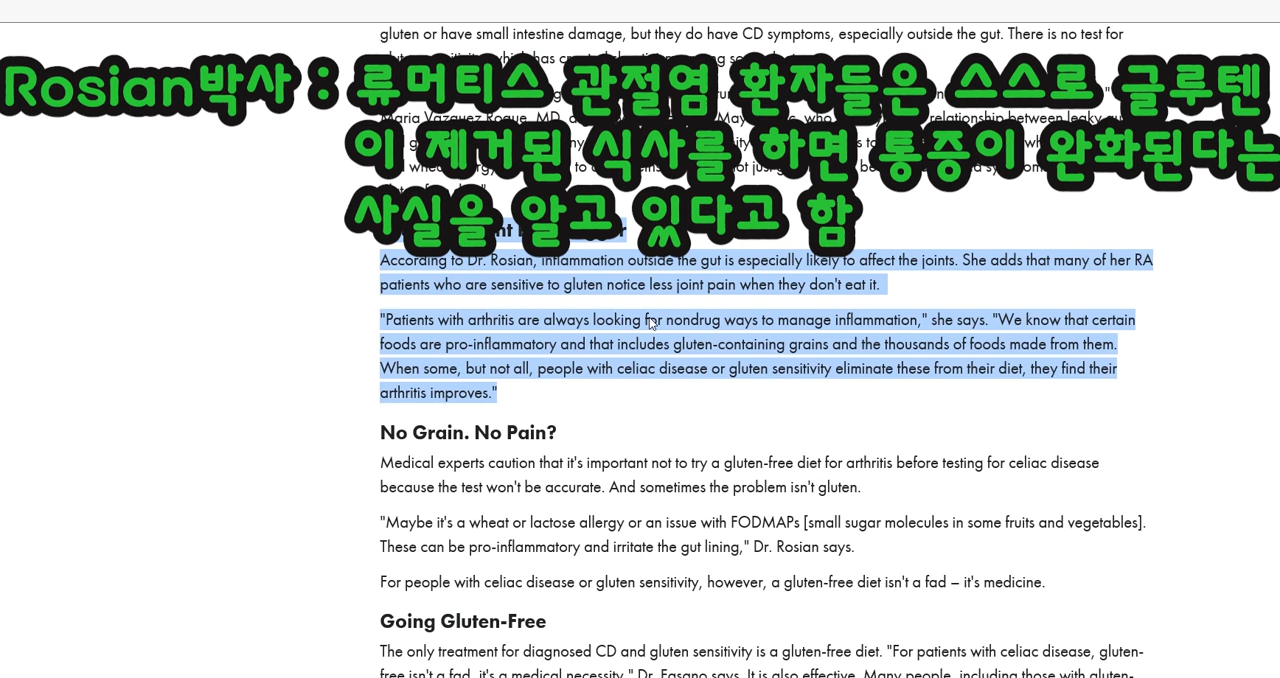 gluten or have small intestine damage, but they do have CD symptoms, especially outside the gut. There is no test for
Rosian박사 : 류머티스 관절염 환자들은 스스로 글루텐
Maria Vazquez Roque, MD, relationship between leaky
이 제거된 식사를 하면 통증이 완화된다는
사실을 알고 있다고 함
According to Dr. Rosian, inflammation outside the gut is especially likely to affect the joints. She adds that many of her RA
patients who are sensitive to gluten notice less joint pain when they don't eat it.
"Patients with arthritis are always looking for nondrug ways to manage inflammation," she says. "We know that certain
foods are pro-inflammatory and that includes gluten-containing grains and the thousands of foods made from them.
When some, but not all, people with celiac disease or gluten sensitivity eliminate these from their diet, they find their
arthritis improves."
No Grain. No Pain?
Medical experts caution that it's important not to try a gluten-free diet for arthritis before testing for celiac disease
because the test won't be accurate. And sometimes the problem isn't gluten.
"Maybe it's a wheat or lactose allergy or an issue with FODMAPs [small sugar molecules in some fruits and vegetables].
These can be pro-inflammatory and irritate the gut lining," Dr. Rosian says.
For people with celiac disease or gluten sensitivity, however, a gluten-free diet isn't a fad – it's medicine.
Going Gluten-Free
The only treatment for diagnosed CD and gluten sensitivity is a gluten-free diet. "For patients with celiac disease, gluten-
free isn't a fad, it's a medical necessity," Dr. Fasano says. It is also effective. Many people, including those with gluten-